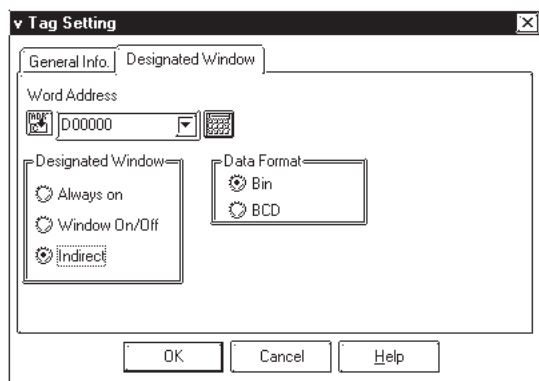 v Tag Setting
General Info. Designated Window
Word Address
D00000
Designated Window Data Format
Always on Bin
Window On/Off BCD
Indirect
OK Cancel Help